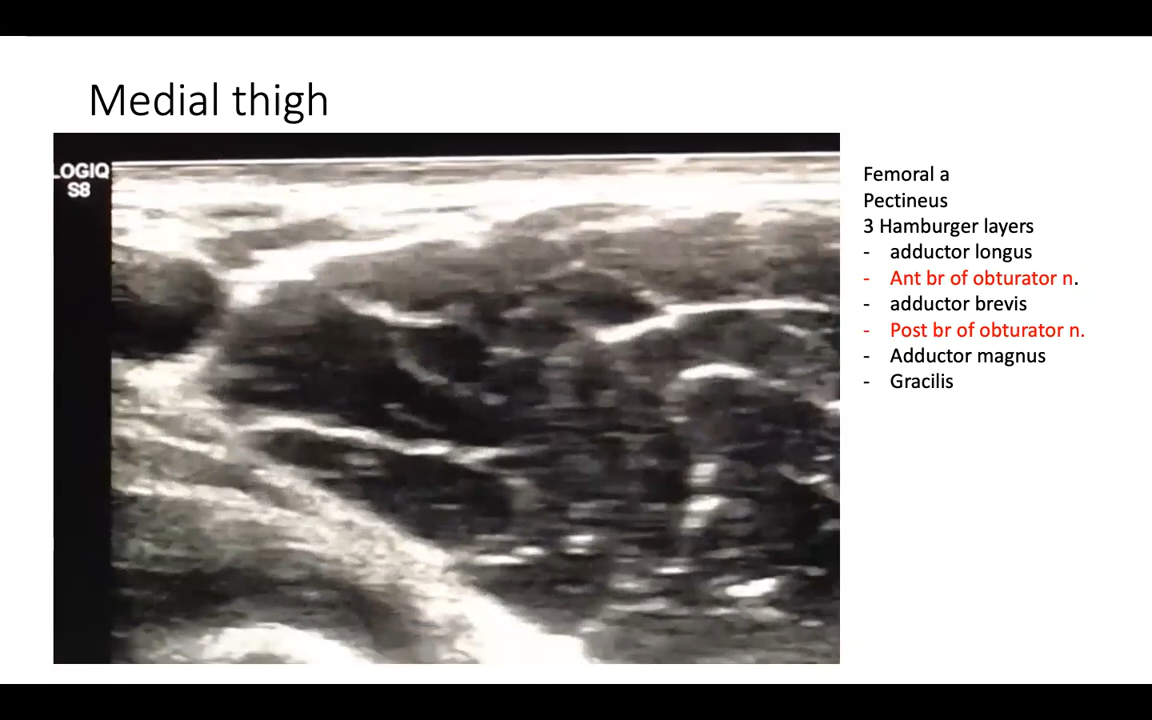 Medial thigh
LOGIQ
S8
Femoral a
Pectineus
3 Hamburger layers
- adductor longus
- Ant br of obturator n.
- adductor brevis
- Post br of obturator n.
- Adductor magnus
- Gracilis